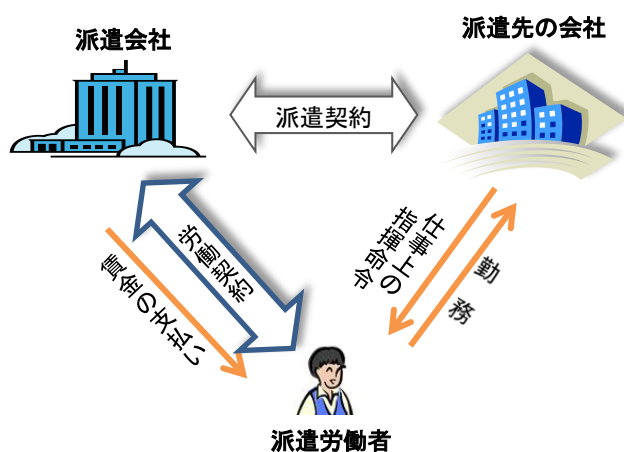 派遣会社
派遣先の会社
派遣契約
労働契約
賃金の支払い
仕事上の
指揮命令
勤務
派遣労働者